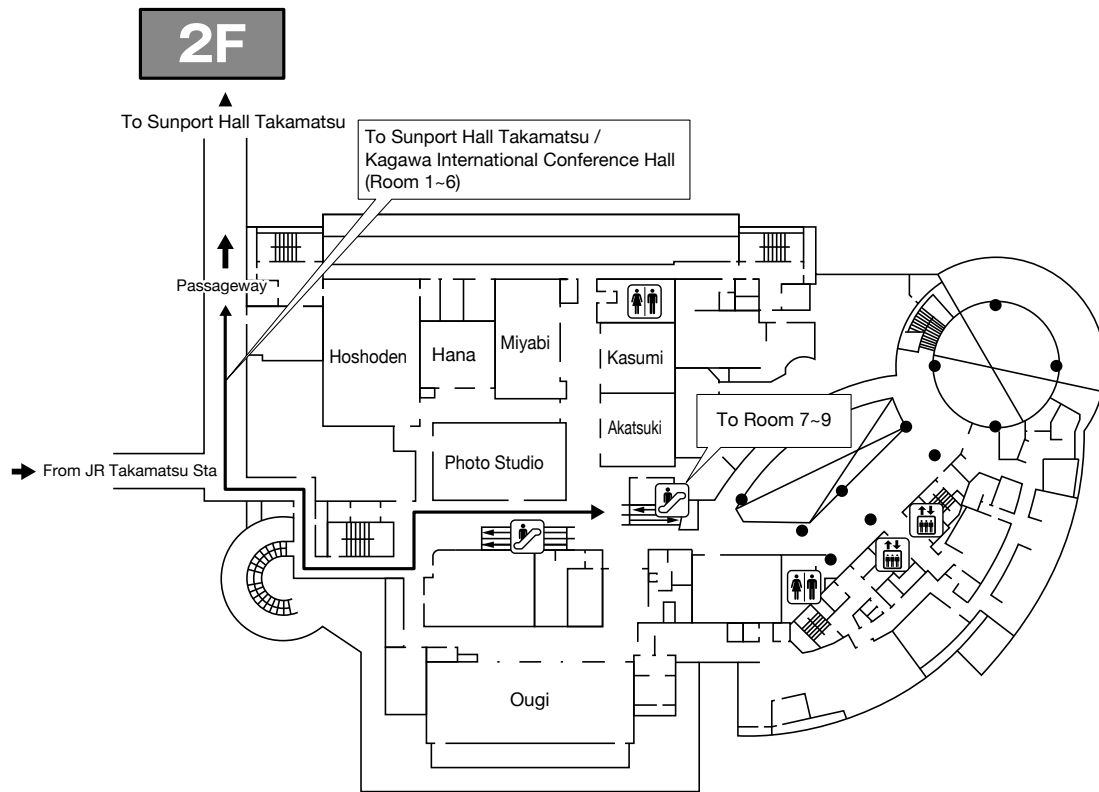 2F
To Sunport Hall Takamatsu
To Sunport Hall Takamatsu /
Kagawa International Conference Hall
(Room 1~6)
Passageway
Hoshoden
Hana
Miyabi
Kasumi
Akatsuki
To Room 7~9
From JR Takamatsu Sta
Photo Studio
Ougi